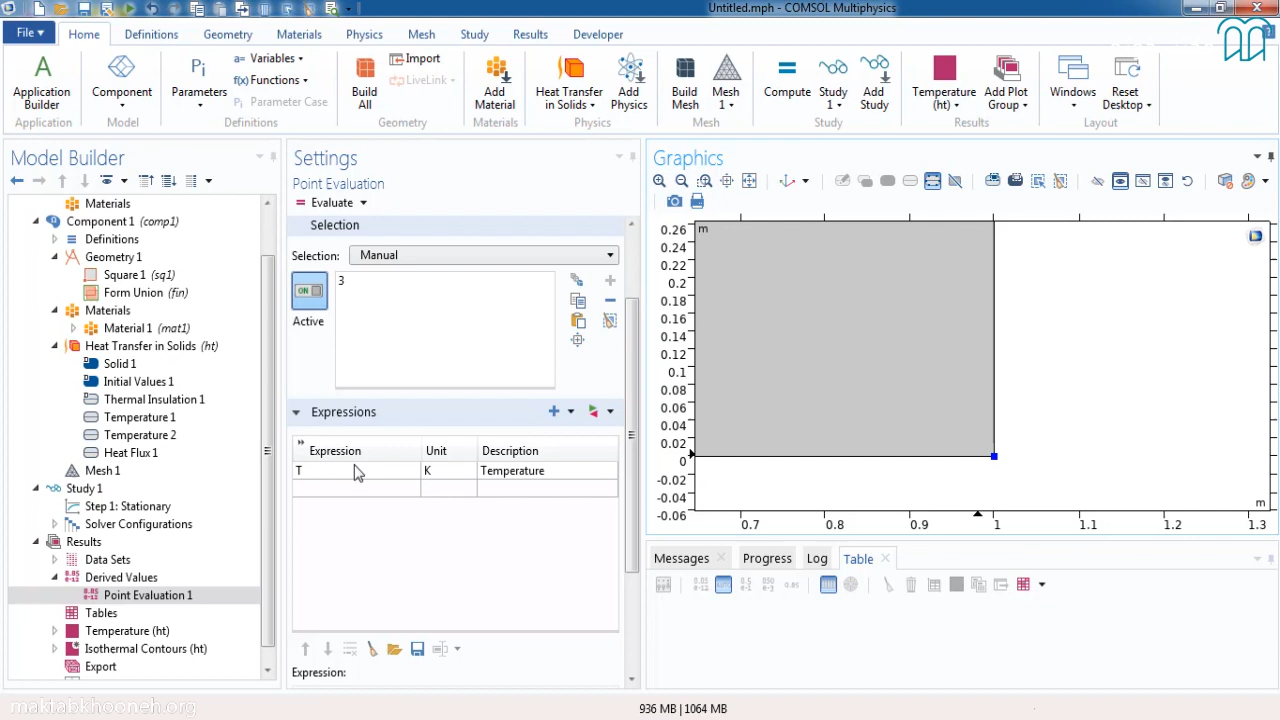 Untitled.mph - COMSOL Multiphysics
File
Home
Definitions
Geometry
Materials
Physics
Mesh
Study
Results
Developer
Application Builder
Component
Parameters
a= Variables
f(x) Functions
Pi Parameter Case
Build All
Import
LiveLink
Add Material
Heat Transfer in Solids
Add Physics
Build Mesh
Mesh 1
Compute
Study 1
Add Study
Temperature (ht)
Add Plot Group
Windows
Reset Desktop
Application
Model
Definitions
Geometry
Materials
Physics
Mesh
Study
Results
Layout
Model Builder
Materials
Component 1 (comp1)
Definitions
Geometry 1
Square 1 (sq1)
Form Union (fin)
Materials
Material 1 (mat1)
Heat Transfer in Solids (ht)
Solid 1
Initial Values 1
Thermal Insulation 1
Temperature 1
Temperature 2
Heat Flux 1
Mesh 1
Study 1
Step 1: Stationary
Solver Configurations
Results
Data Sets
Derived Values
Point Evaluation 1
Tables
Temperature (ht)
Isothermal Contours (ht)
Export
Settings
Point Evaluation
= Evaluate
Selection
Selection: Manual
3
ON
Active
Expressions
Expression Unit Description
T K Temperature
Expression:
Graphics
m
0.26
0.24
0.22
0.2
0.18
0.16
0.14
0.12
0.1
0.08
0.06
0.04
0.02
0
-0.02
-0.04
-0.06
m
0.7 0.8 0.9 1 1.1 1.2 1.3
Messages Progress Log Table
936 MB | 1064 MB
maktabkhooneh.org